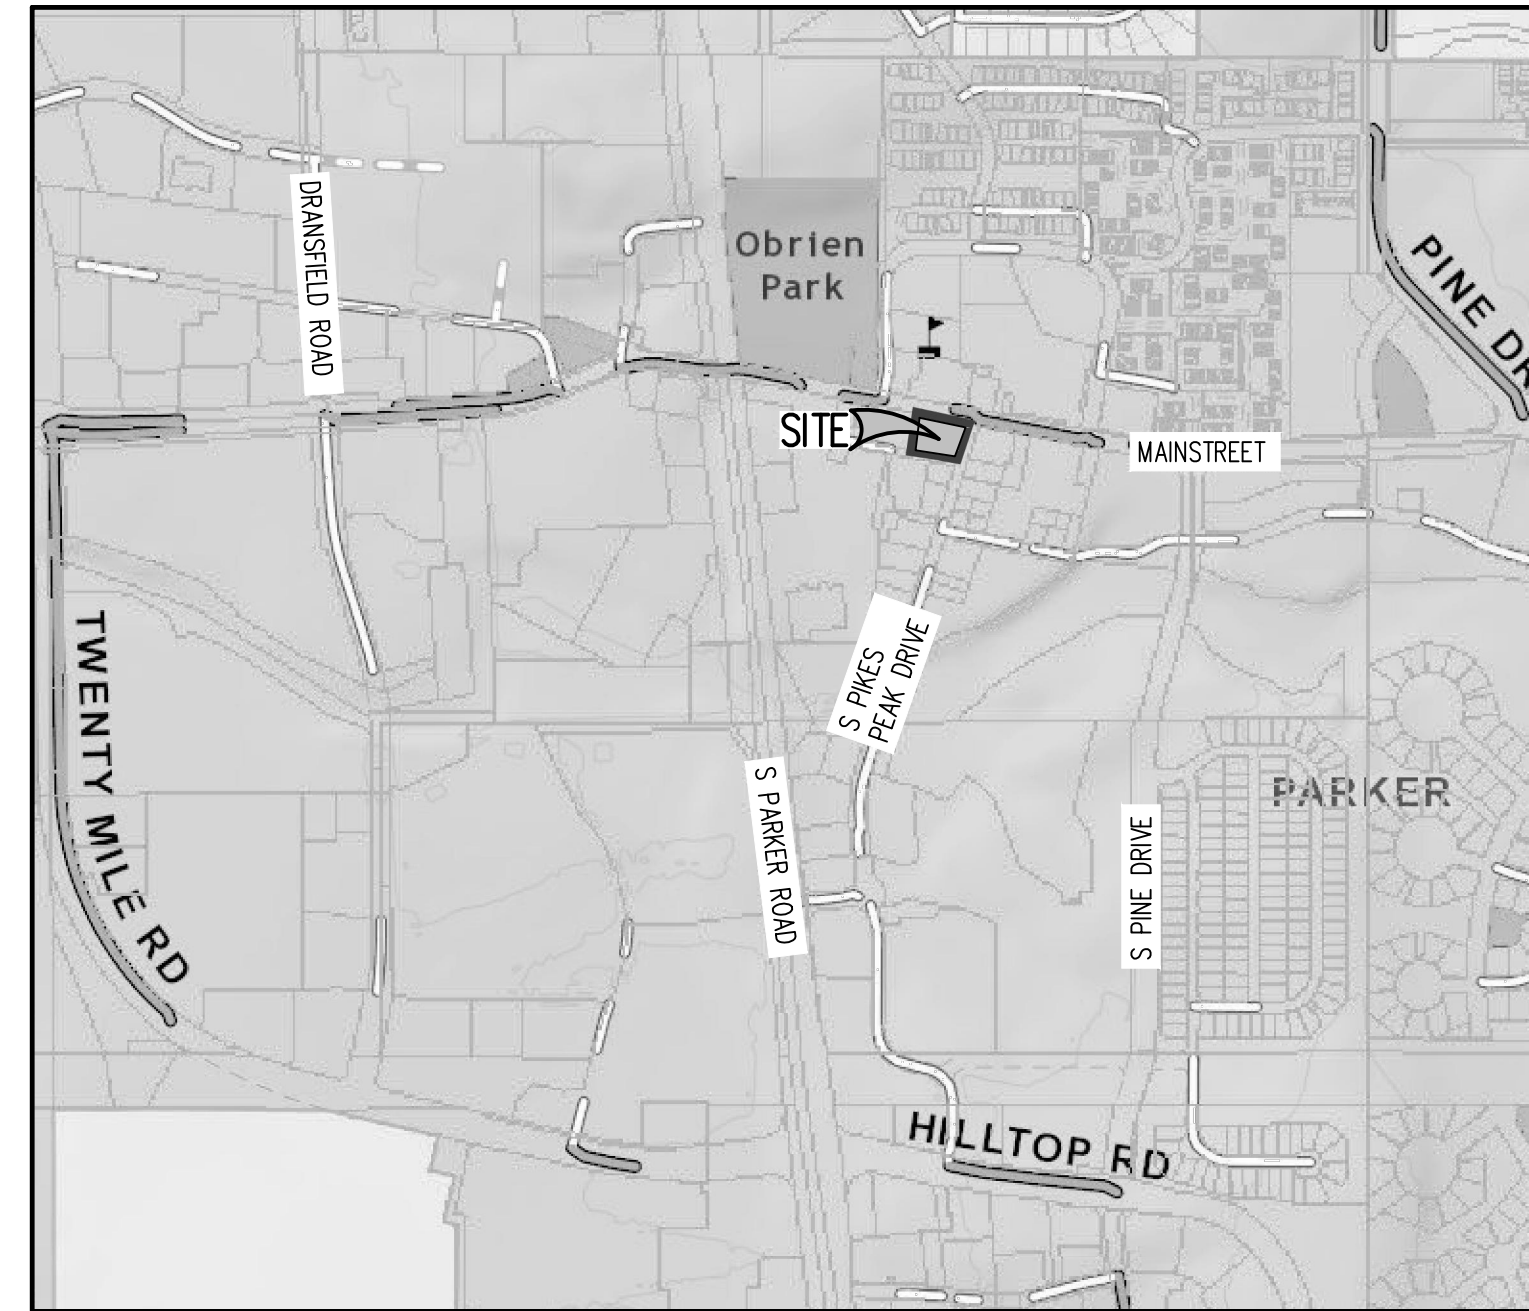 Obrien
Park
DRANSFIELD ROAD
PINE DR
SITE
MAINSTREET
TWENTY MILE RD
S PIKES
PEAK DRIVE
S PARKER ROAD
PARKER
S PINE DRIVE
HILLTOP RD